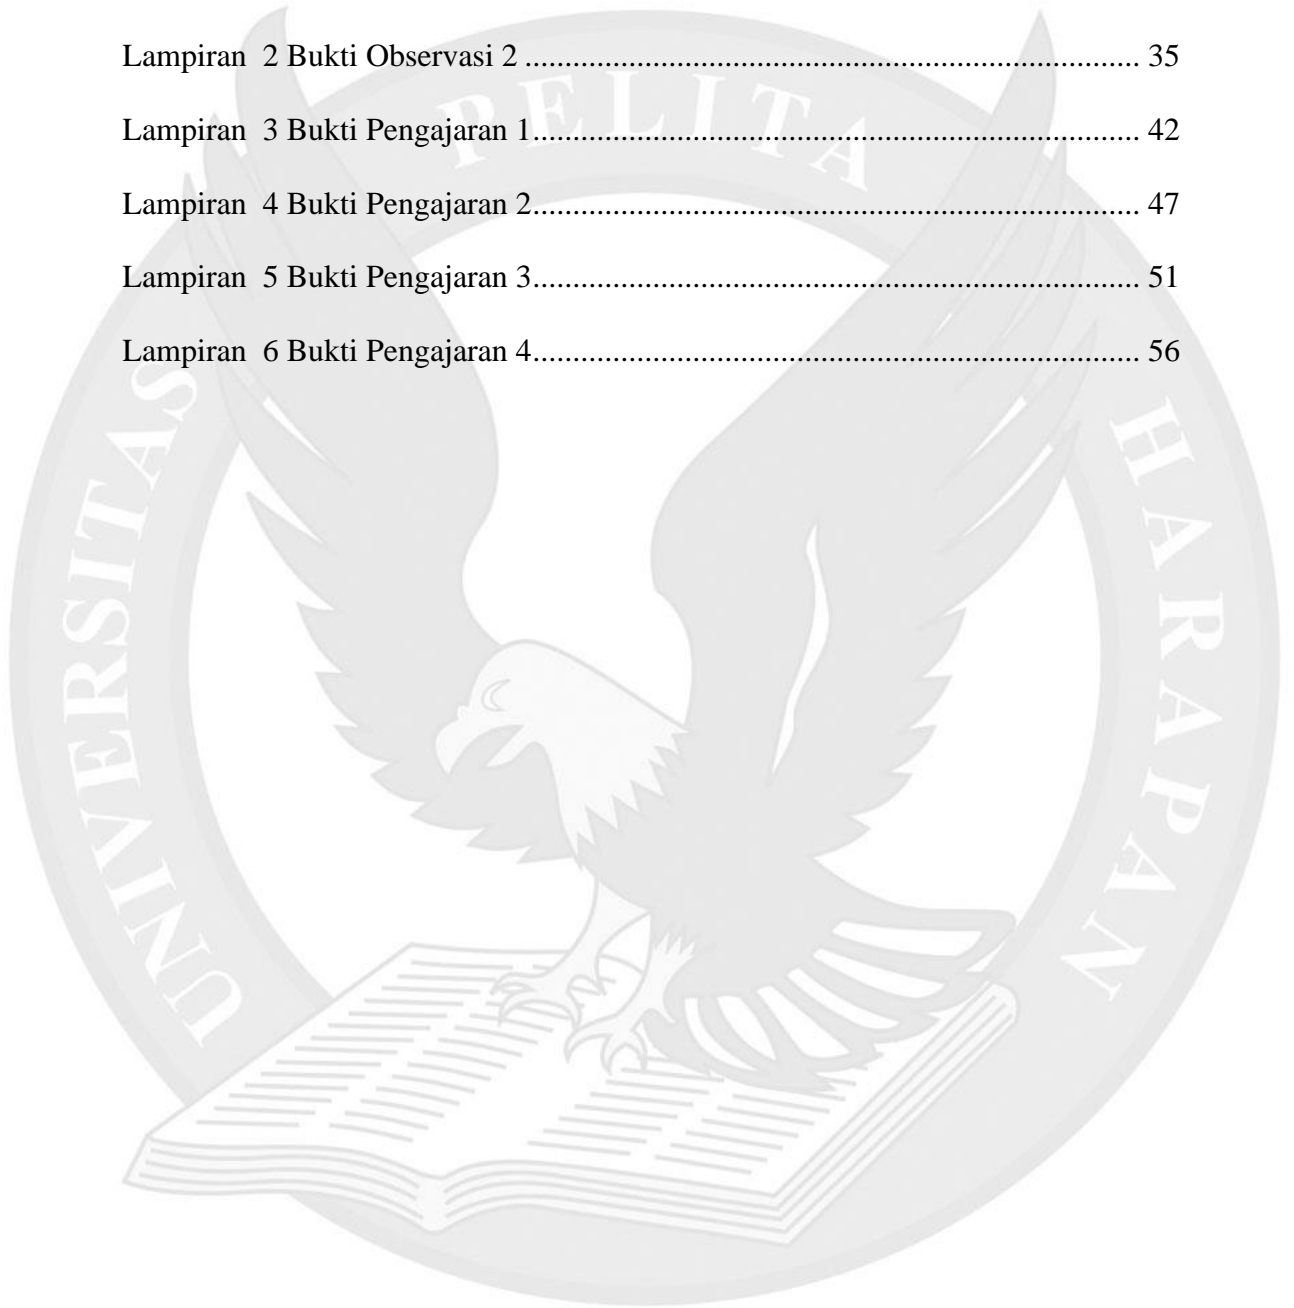 Lampiran  2 Bukti Observasi 2 ............................................................................. 35
Lampiran  3 Bukti Pengajaran 1............................................................................ 42
Lampiran  4 Bukti Pengajaran 2............................................................................ 47
Lampiran  5 Bukti Pengajaran 3............................................................................ 51
Lampiran  6 Bukti Pengajaran 4............................................................................ 56
UNIVERSITAS PELITA HARAPAN